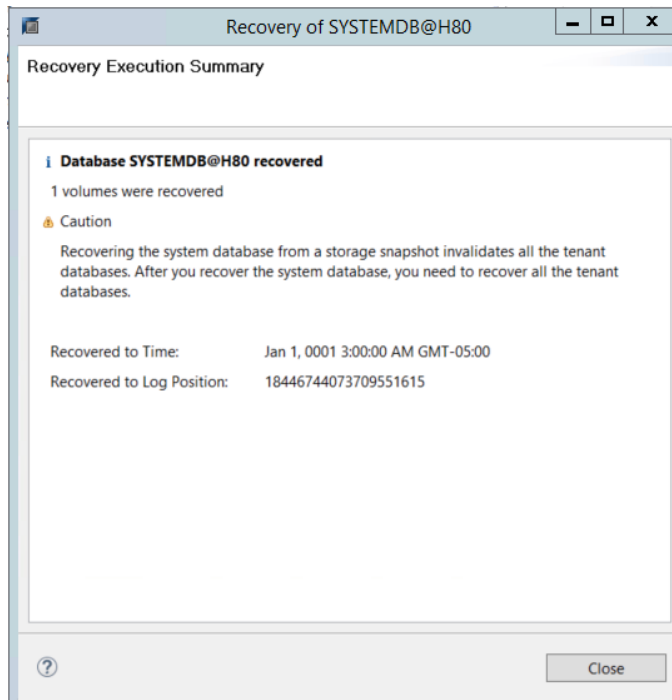 Recovery of SYSTEMDB@H80
Recovery Execution Summary
Database SYSTEMDB@H80 recovered
1 volumes were recovered
Caution
Recovering the system database from a storage snapshot invalidates all the tenant
databases. After you recover the system database, you need to recover all the tenant
databases.
Recovered to Time: Jan 1, 0001 3:00:00 AM GMT-05:00
Recovered to Log Position: 18446744073709551615
Close